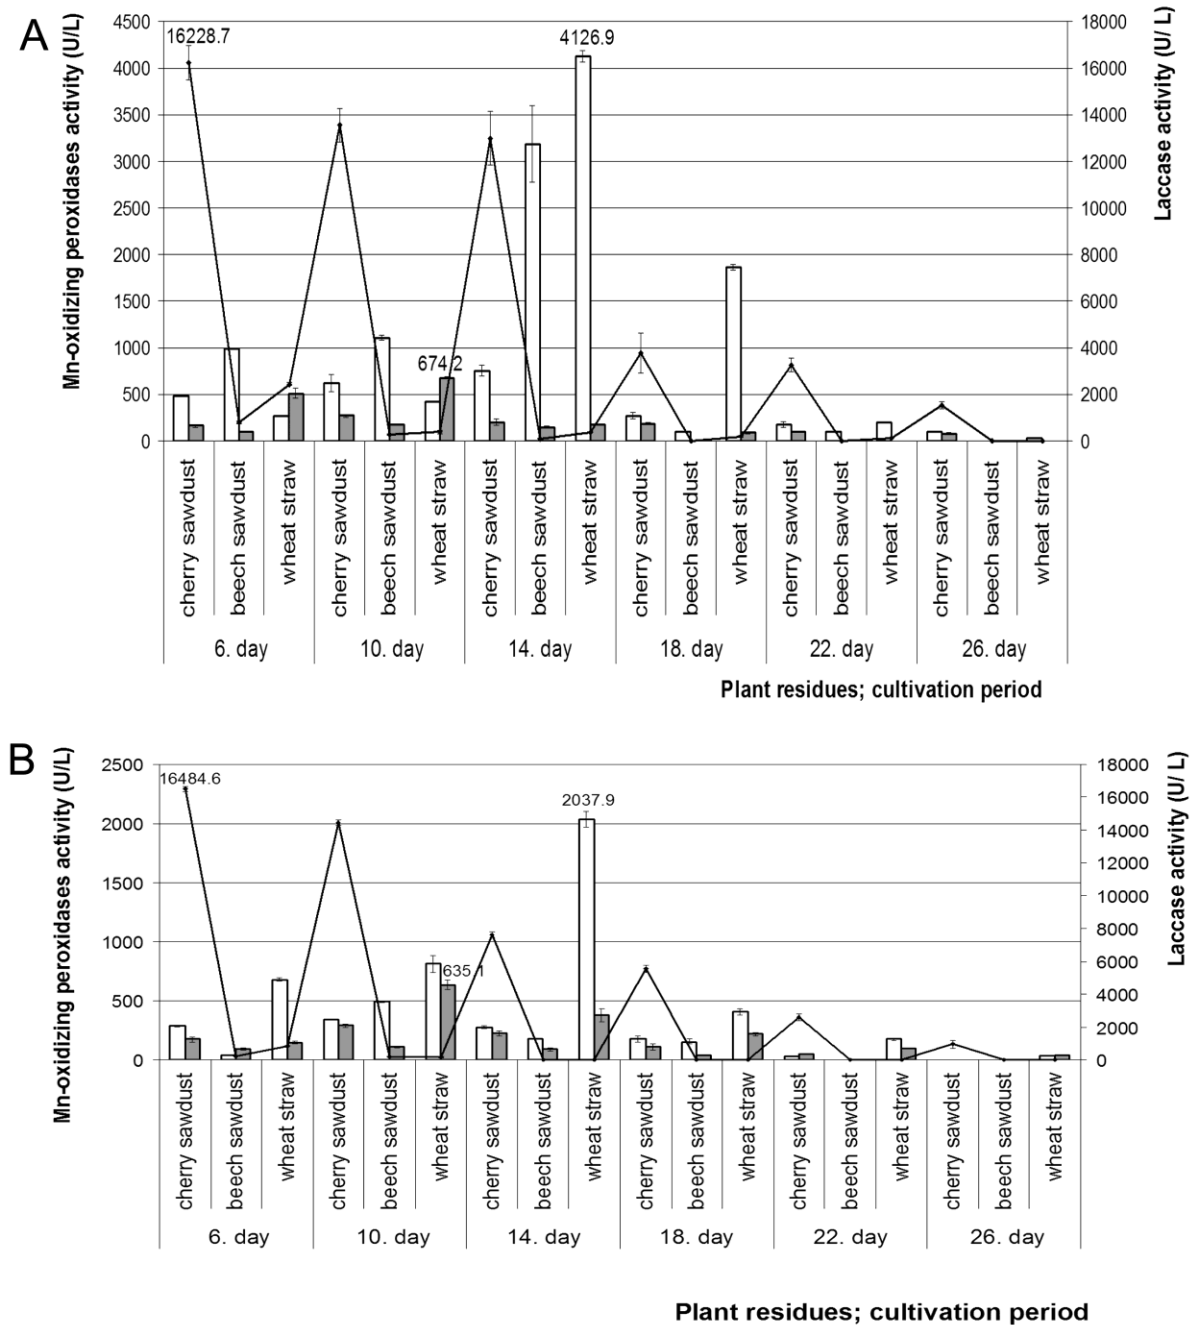 A
Mn-oxidizing peroxidases activity (U/L)
4500
4000
3500
3000
2500
2000
1500
1000
500
0
16228.7
674.2
4126.9
18000
16000
14000
12000
10000
8000
6000
4000
2000
0
Laccase activity (U/ L)
cherry sawdust
beech sawdust
wheat straw
cherry sawdust
beech sawdust
wheat straw
cherry sawdust
beech sawdust
wheat straw
cherry sawdust
beech sawdust
wheat straw
cherry sawdust
beech sawdust
wheat straw
cherry sawdust
beech sawdust
wheat straw
6. day 10. day 14. day 18. day 22. day 26. day
Plant residues; cultivation period
B
Mn-oxidizing peroxidases activity (U/L)
2500
2000
1500
1000
500
0
16484.6
635.1
2037.9
18000
16000
14000
12000
10000
8000
6000
4000
2000
0
Laccase activity (U/ L)
cherry sawdust
beech sawdust
wheat straw
cherry sawdust
beech sawdust
wheat straw
cherry sawdust
beech sawdust
wheat straw
cherry sawdust
beech sawdust
wheat straw
cherry sawdust
beech sawdust
wheat straw
cherry sawdust
beech sawdust
wheat straw
6. day 10. day 14. day 18. day 22. day 26. day
Plant residues; cultivation period